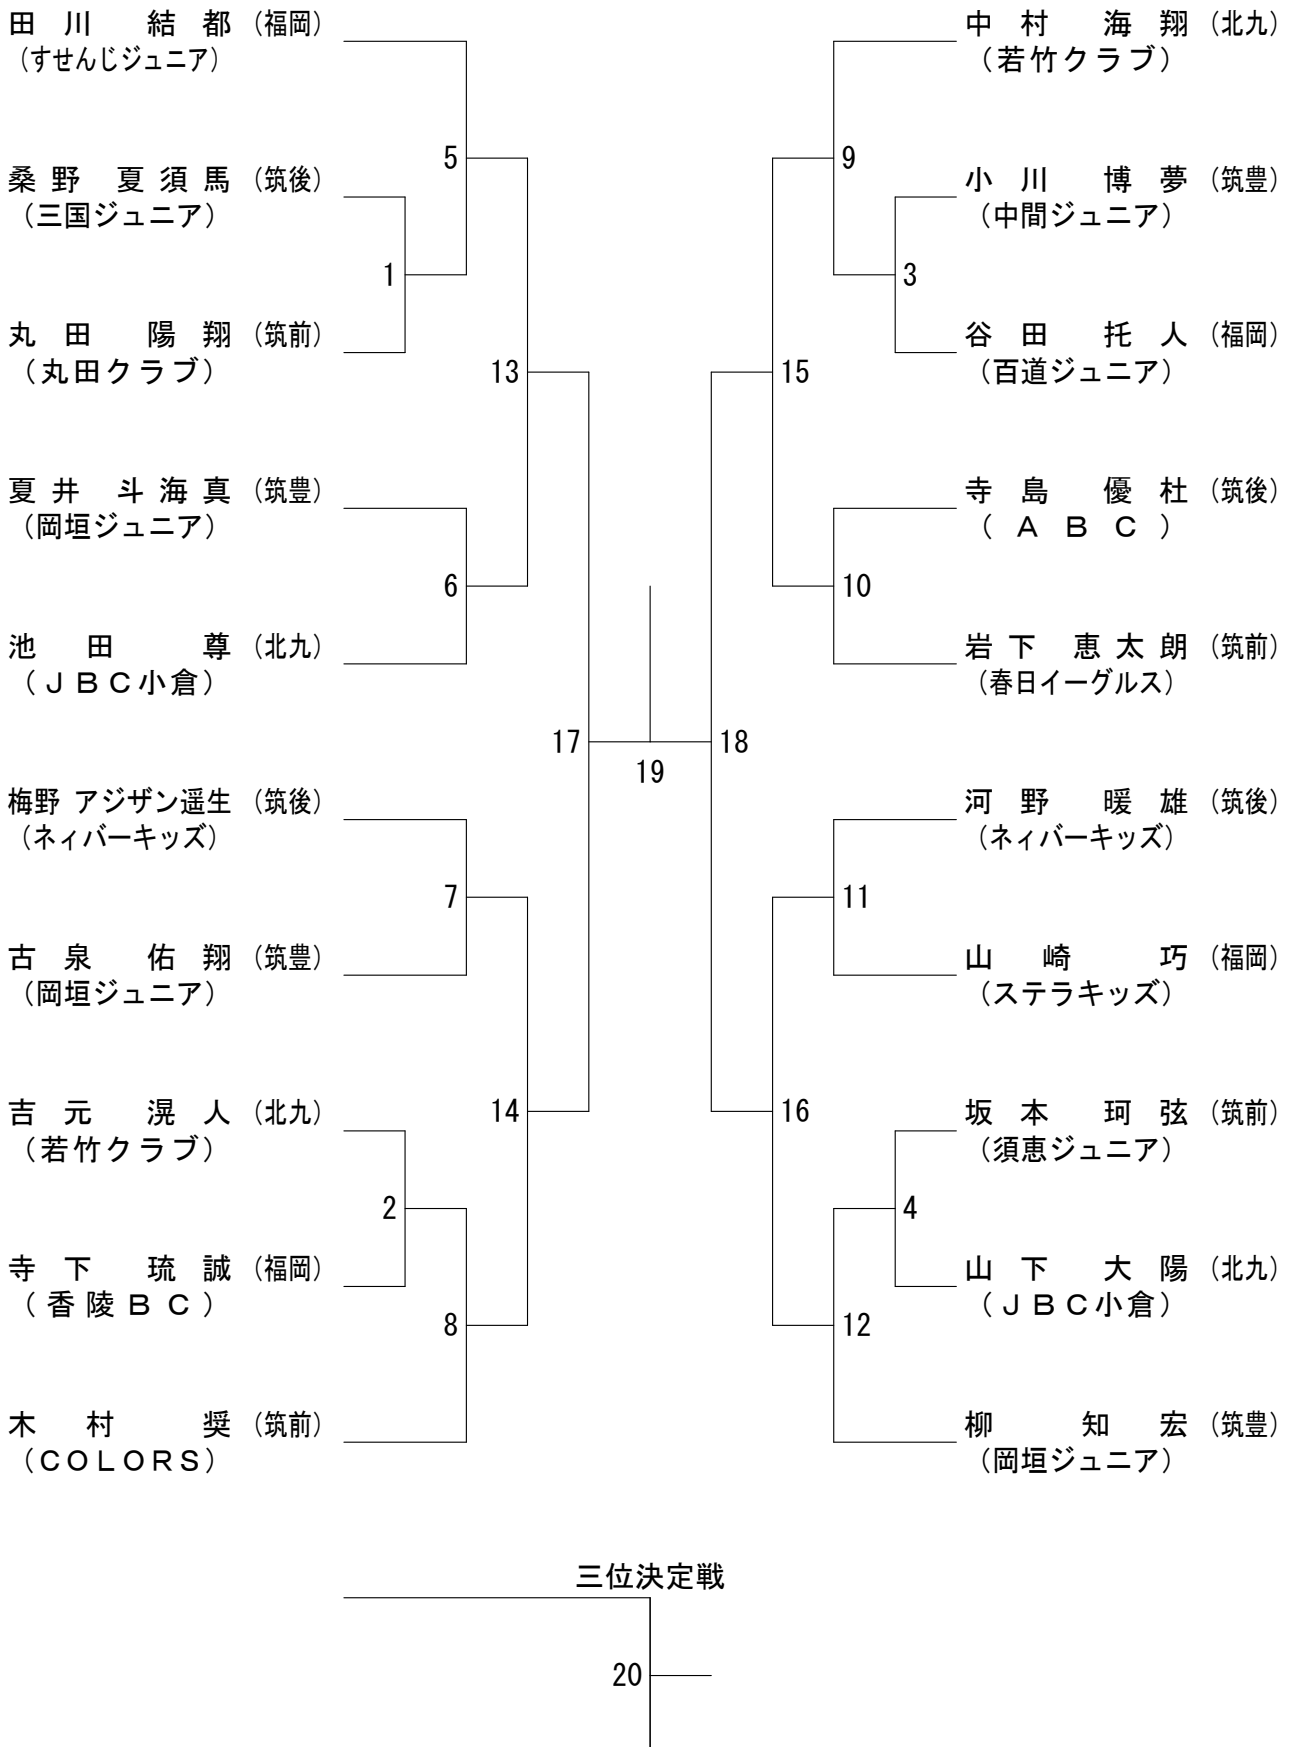 田川 結都 (福岡)
(すせんじジュニア)
5
桑野 夏須馬 (筑後)
(三国ジュニア)
1
丸田 陽翔 (筑前)
(丸田クラブ)
13
夏井 斗海真 (筑豊)
(岡垣ジュニア)
6
池田 尊 (北九)
(JBC小倉)
17
梅野 アジザン遥生 (筑後)
(ネィバーキッズ)
7
古泉 佑翔 (筑豊)
(岡垣ジュニア)
吉元 滉人 (北九)
(若竹クラブ)
14
2
寺下 琉誠 (福岡)
(香陵BC)
8
木村 奨 (筑前)
(COLORS)
19
中村 海翔 (北九)
(若竹クラブ)
9
小川 博夢 (筑豊)
(中間ジュニア)
3
谷田 托人 (福岡)
(百道ジュニア)
15
寺島 優杜 (筑後)
(ABC)
10
岩下 恵太朗 (筑前)
(春日イーグルス)
18
河野 暖雄 (筑後)
(ネィバーキッズ)
11
山崎 巧 (福岡)
(ステラキッズ)
坂本 珂弦 (筑前)
(須恵ジュニア)
16
4
山下 大陽 (北九)
(JBC小倉)
12
柳 知宏 (筑豊)
(岡垣ジュニア)
三位決定戦
20